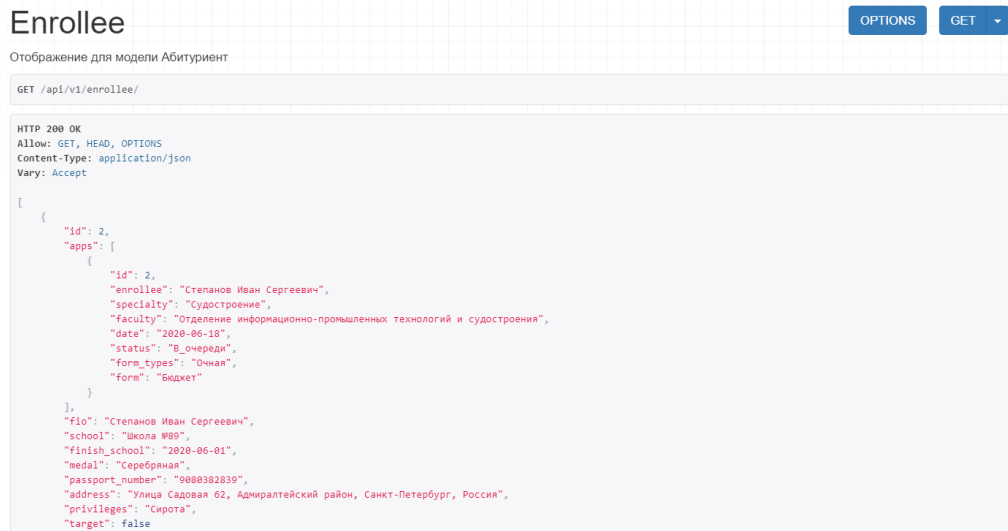 Enrollee
OPTIONS
GET
Отображение для модели Абитуриент
GET /api/v1/enrollee/
HTTP 200 OK
Allow: GET, HEAD, OPTIONS
Content-Type: application/json
Vary: Accept
[
{
"id": 2,
"apps": [
{
"id": 2,
"enrollee": "Степанов Иван Сергеевич",
"specialty": "Судостроение",
"faculty": "Отделение информационно-промышленных технологий и судостроения",
"date": "2020-06-18",
"status": "В_очереди",
"form_types": "Очная",
"form": "Бюджет"
}
],
"fio": "Степанов Иван Сергеевич",
"school": "Школа №89",
"finish_school": "2020-06-01",
"medal": "Серебряная",
"passport_number": "9080382839",
"address": "Улица Садовая 62, Адмиралтейский район, Санкт-Петербург, Россия",
"privileges": "Сирота",
"target": false